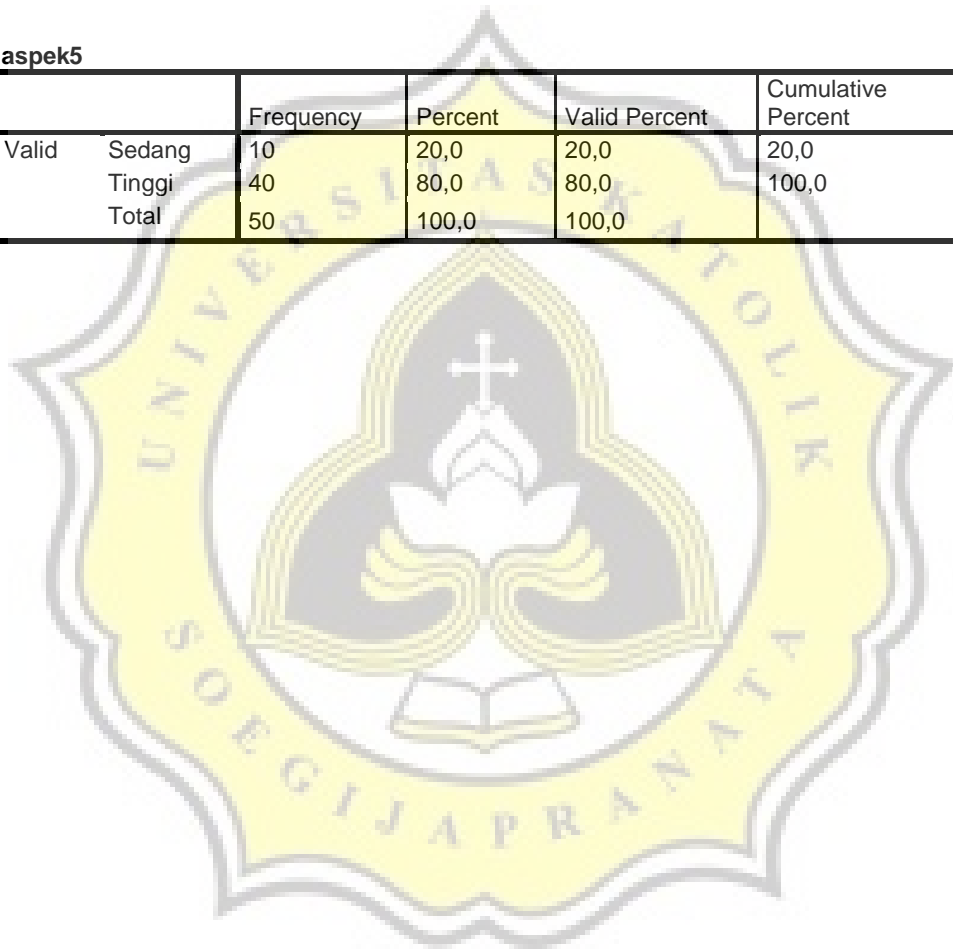 aspek5
Frequency Percent Valid Percent Cumulative Percent
Valid Sedang 10 20,0 20,0 20,0
Tinggi 40 80,0 80,0 100,0
Total 50 100,0 100,0
UNIVERSITAS KATOLIK
SOEGIJAPRANATA